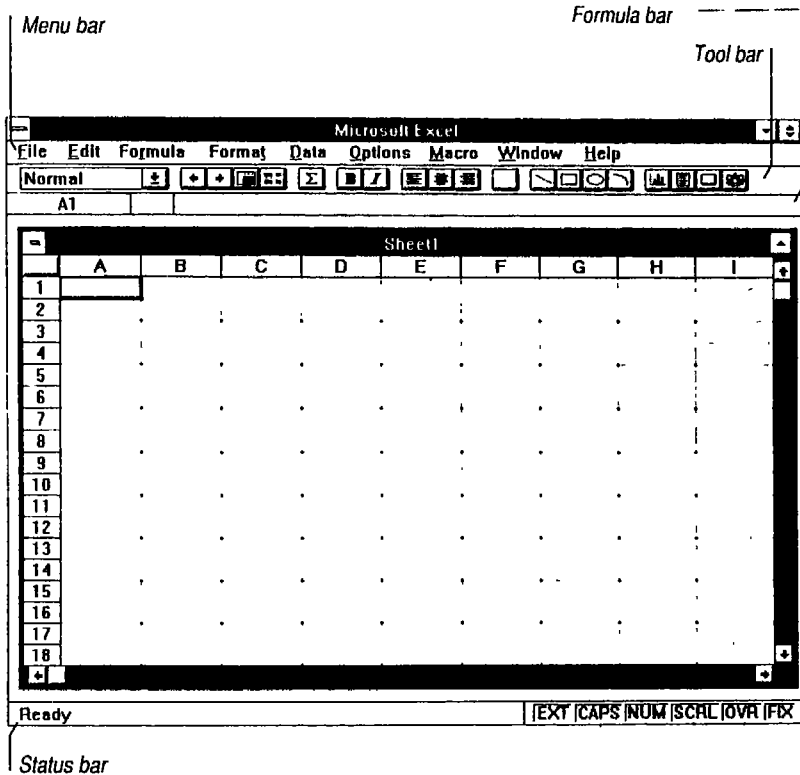 Menu bar
Formula bar
Tool bar
Microsoft Excel
File Edit Formula Format Data Options Macro Window Help
Normal Σ B I
A1
Sheet1
A B C D E F G H I
1
2
3
4
5
6
7
8
9
10
11
12
13
14
15
16
17
18
Ready EXT CAPS NUM SCRL OVR FIX
Status bar